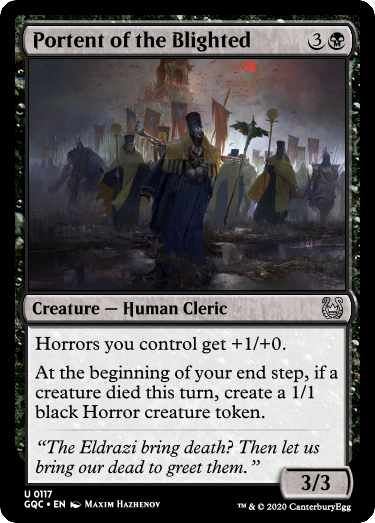 Portent of the Blighted 3
Creature — Human Cleric
Horrors you control get +1/+0.
At the beginning of your end step, if a
creature died this turn, create a 1/1
black Horror creature token.
“The Eldrazi bring death? Then let us
bring our dead to greet them.”
3/3
U 0117
GQC • EN Maxim Hazhenov
™ & © 2020 CanterburyEgg